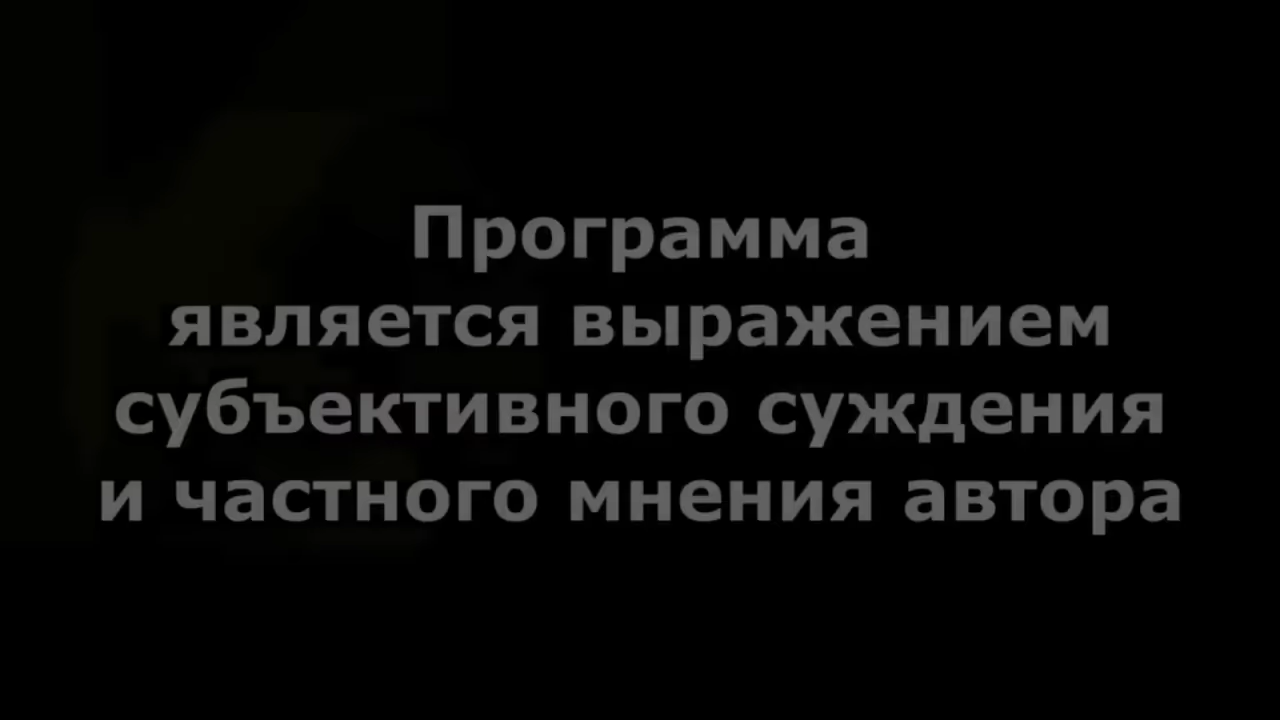 Программа
является выражением
субъективного суждения
и частного мнения автора